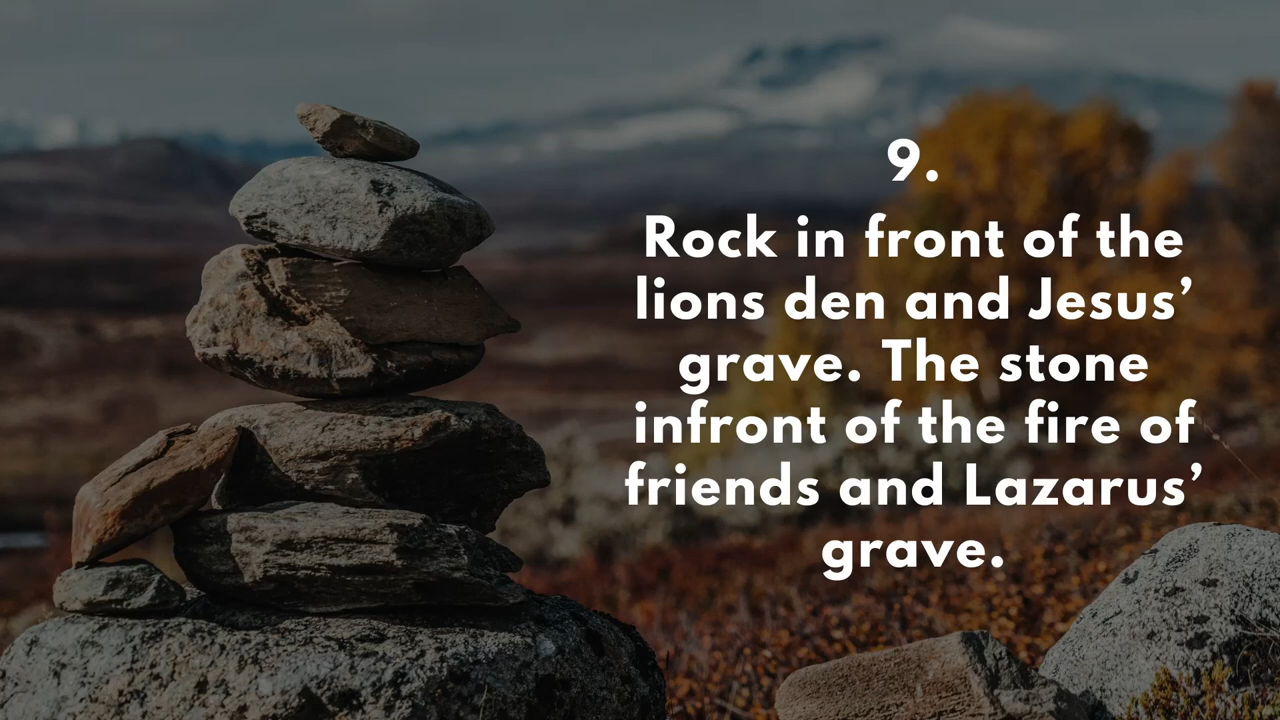 9.
Rock in front of the
lions den and Jesus’
grave. The stone
infront of the fire of
friends and Lazarus’
grave.